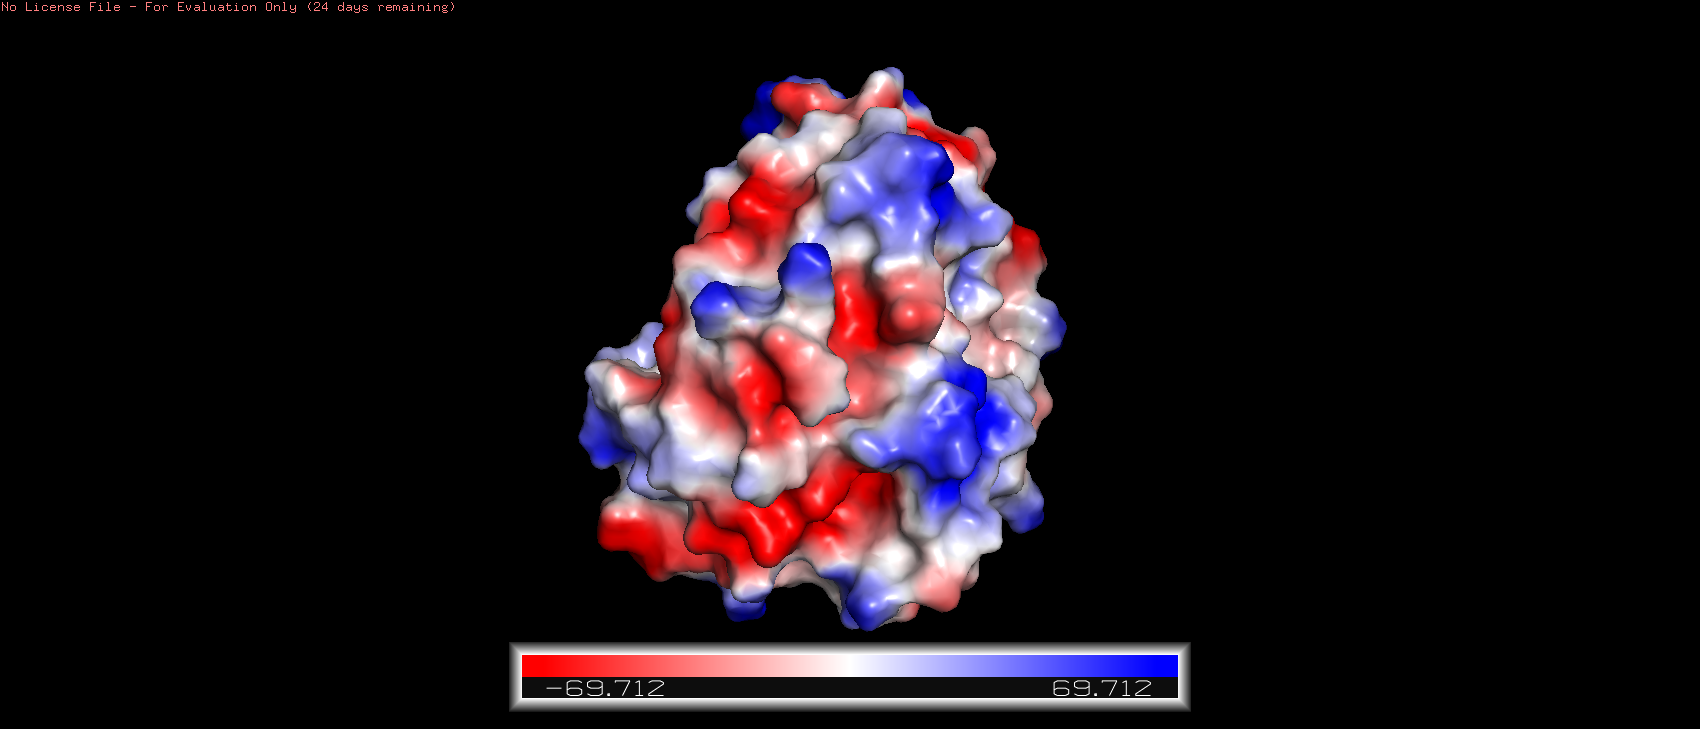 No License File - For Evaluation Only (24 days remaining)
-69.712 69.712